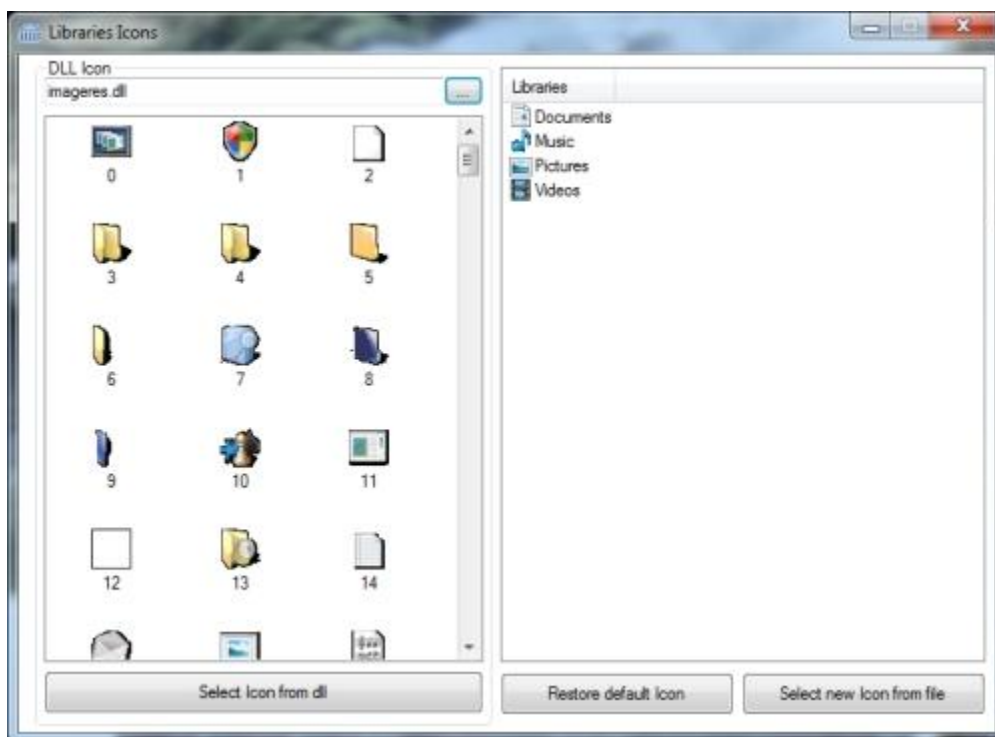 Libraries Icons
DLL Icon
imageres.dll
...
0 1 2
3 4 5
6 7 8
9 10 11
12 13 14
Select Icon from dll
Libraries
Documents
Music
Pictures
Videos
Restore default Icon
Select new Icon from file